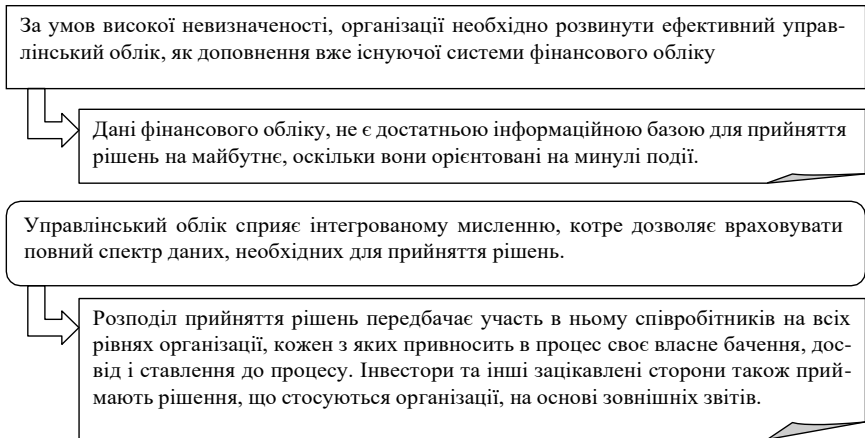 За умов високої невизначеності, організації необхідно розвинути ефективний управ-
лінський облік, як доповнення вже існуючої системи фінансового обліку
Дані фінансового обліку, не є достатньою інформаційною базою для прийняття
рішень на майбутнє, оскільки вони орієнтовані на минулі події.
Управлінський облік сприяє інтегрованому мисленню, котре дозволяє враховувати
повний спектр даних, необхідних для прийняття рішень.
Розподіл прийняття рішень передбачає участь в ньому співробітників на всіх
рівнях організації, кожен з яких привносить в процес своє власне бачення, дос-
від і ставлення до процесу. Інвестори та інші зацікавлені сторони також прий-
мають рішення, що стосуються організації, на основі зовнішніх звітів.